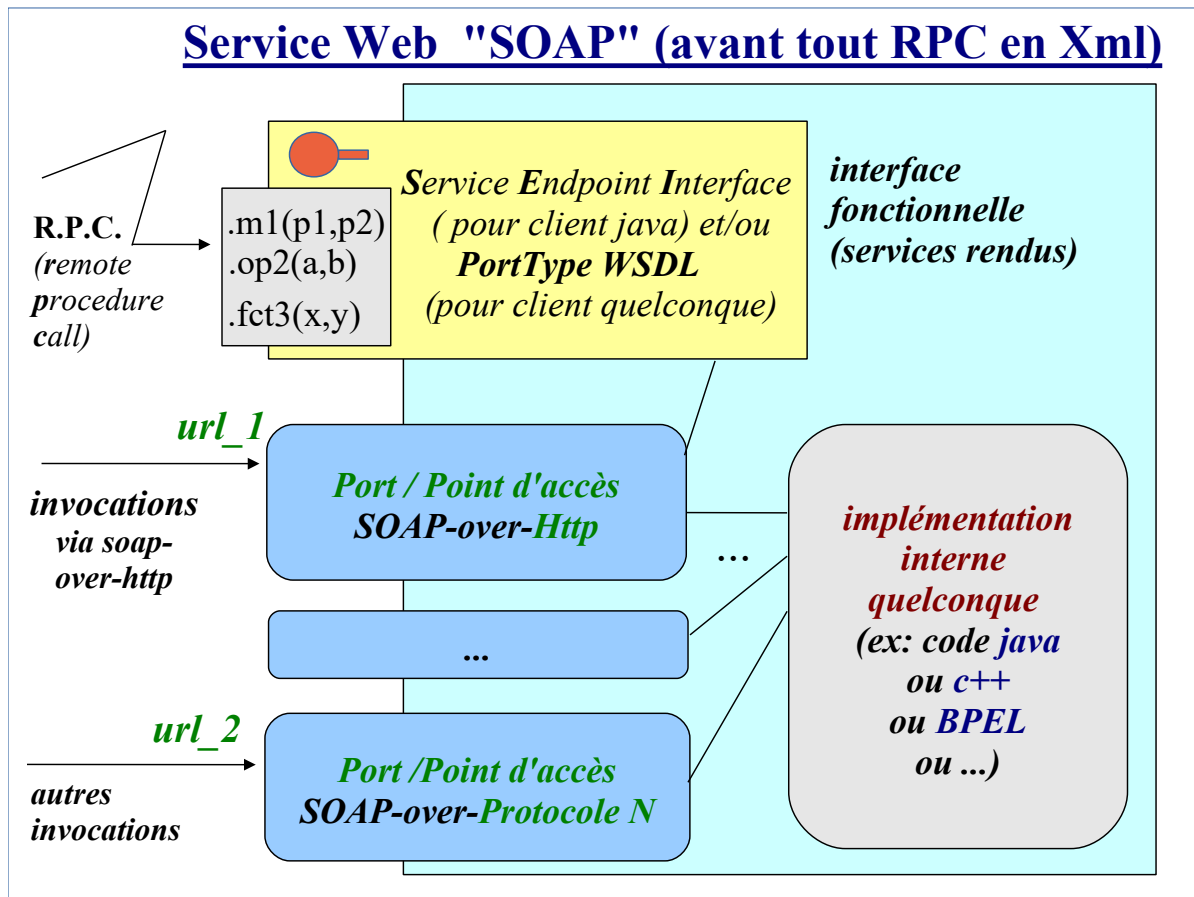 Service Web "SOAP" (avant tout RPC en Xml)
R.P.C.
(remote
procedure
call)
.m1(p1,p2)
.op2(a,b)
.fct3(x,y)
Service Endpoint Interface
( pour client java) et/ou
PortType WSDL
(pour client quelconque)
interface
fonctionnelle
(services rendus)
url_1
invocations
via soap-
over-http
Port / Point d'accès
SOAP-over-Http
...
...
url_2
autres
invocations
Port /Point d'accès
SOAP-over-Protocole N
implémentation
interne
quelconque
(ex: code java
ou c++
ou BPEL
ou ...)